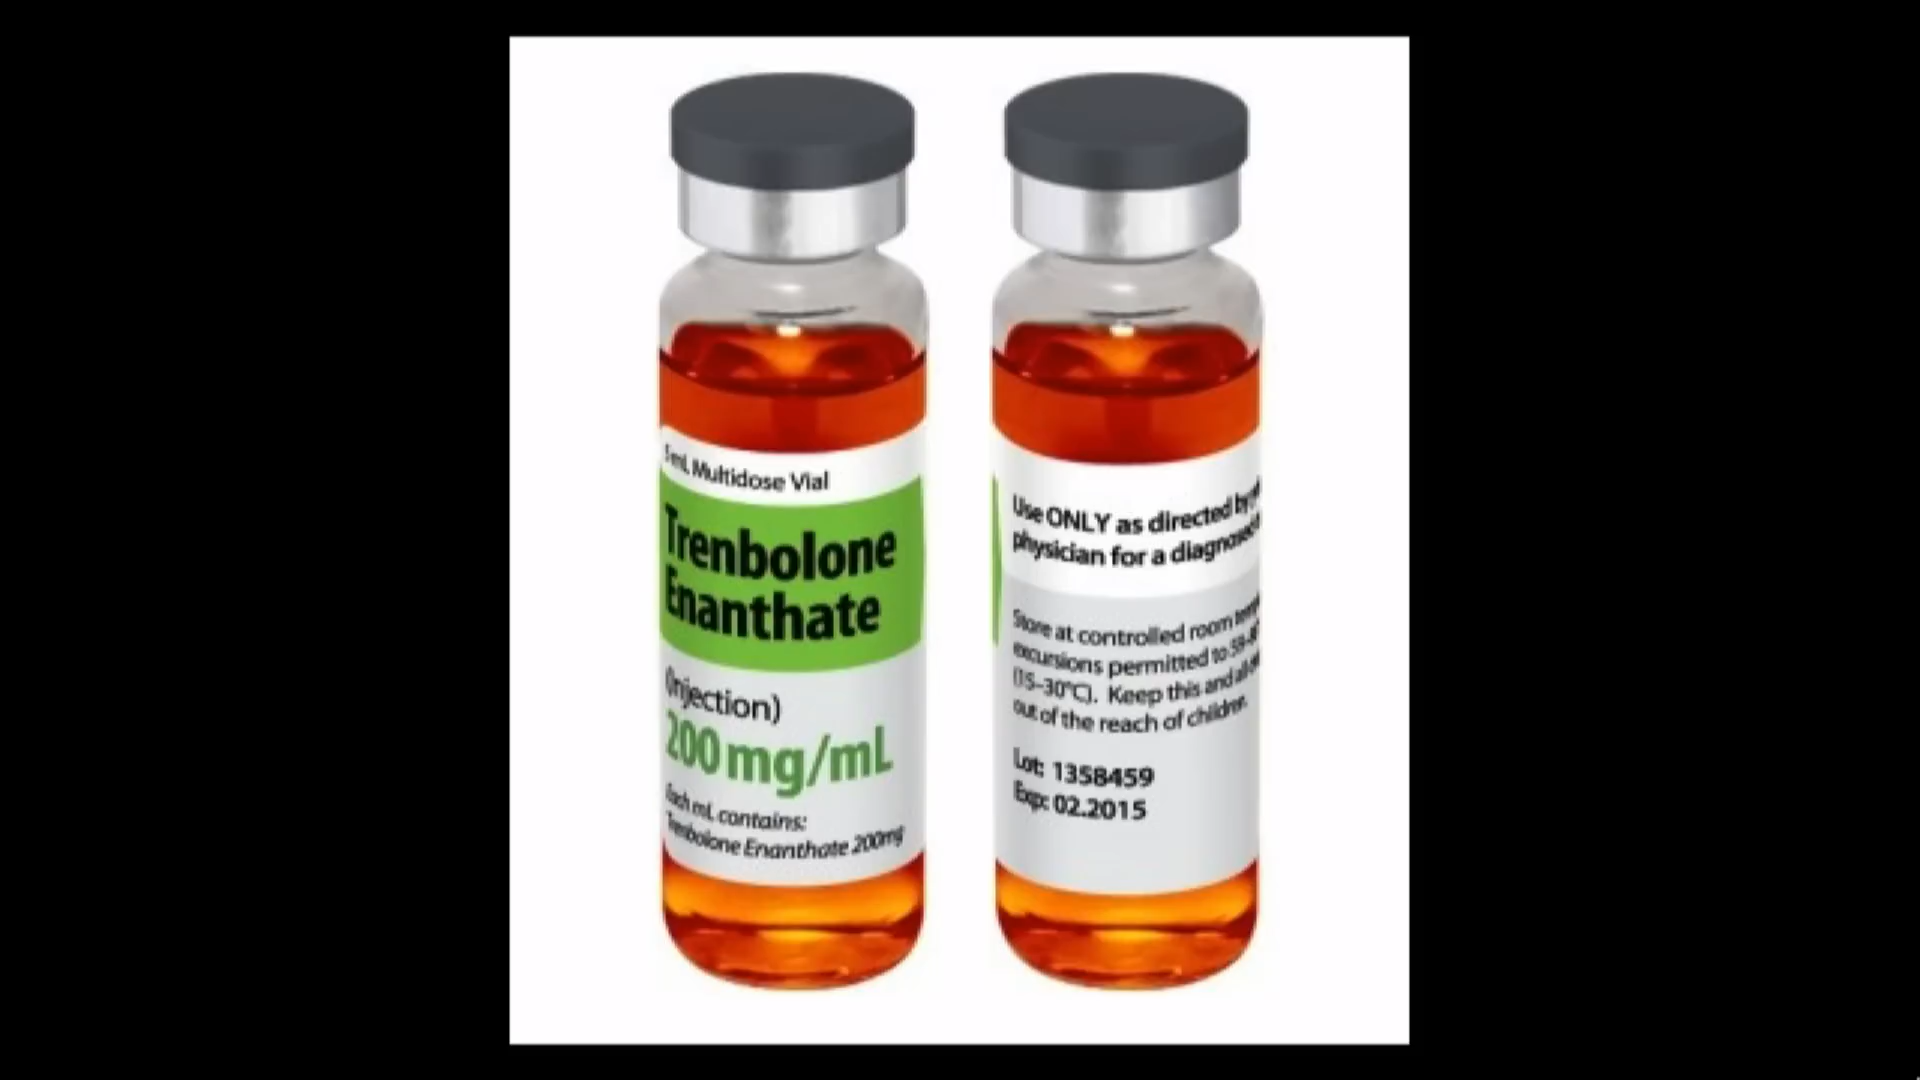 5 mL Multidose Vial
Trenbolone
Enanthate
(Injection)
200 mg/mL
Each mL contains:
Trenbolone Enanthate 200mg
Use ONLY as directed by
physician for a diagnosed
Store at controlled room
excursions permitted to
(15–30°C). Keep this and all
out of the reach of children.
Lot: 1358459
Exp: 02.2015